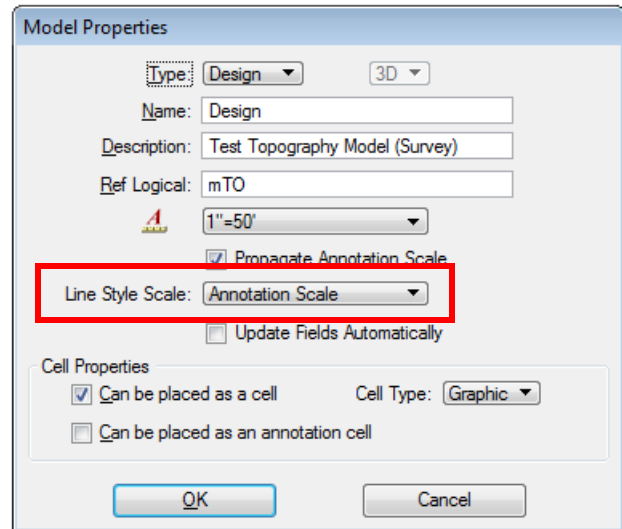 Model Properties
Type: Design 3D
Name: Design
Description: Test Topography Model (Survey)
Ref Logical: mTO
A 1"=50'
Propagate Annotation Scale
Line Style Scale: Annotation Scale
Update Fields Automatically
Cell Properties
Can be placed as a cell Cell Type: Graphic
Can be placed as an annotation cell
OK Cancel